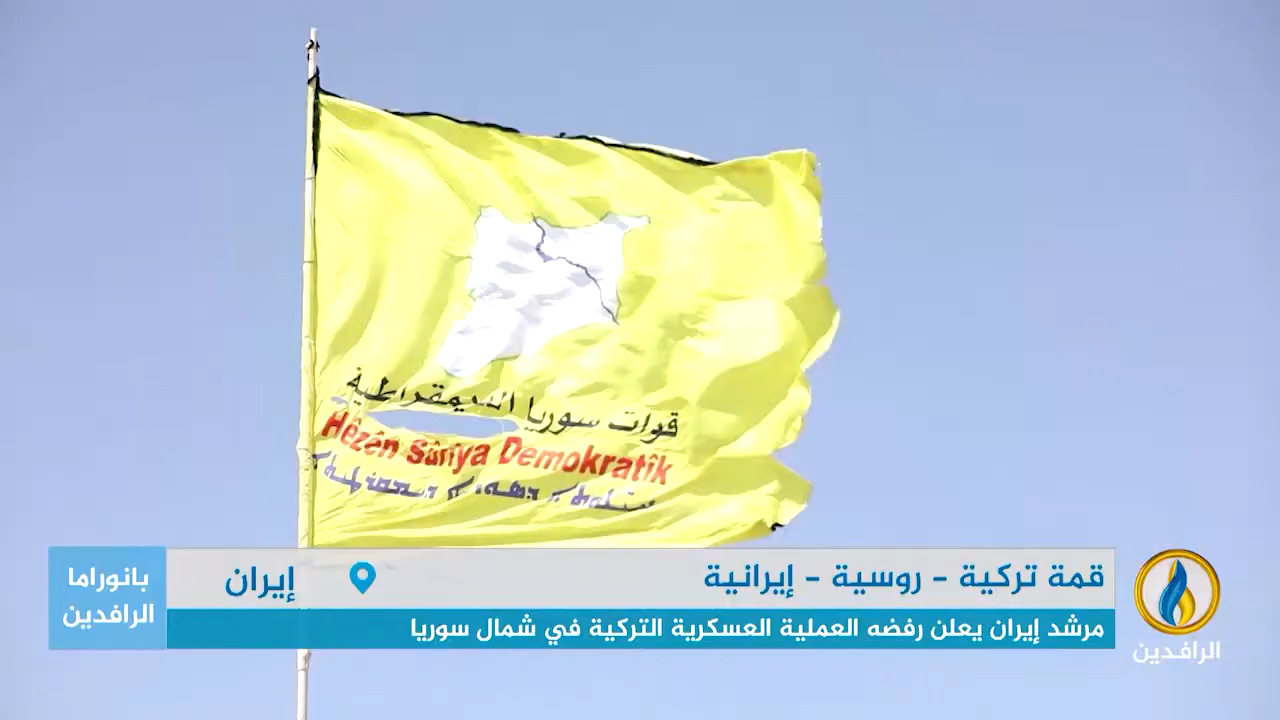 قوات سوريا الديمقراطية
Hêzên sûriya Demokratîk
قمة تركية - روسية - إيرانية
إيران
مرشد إيران يعلن رفضه العملية العسكرية التركية في شمال سوريا
بانوراما
الرافدين
الرافدين